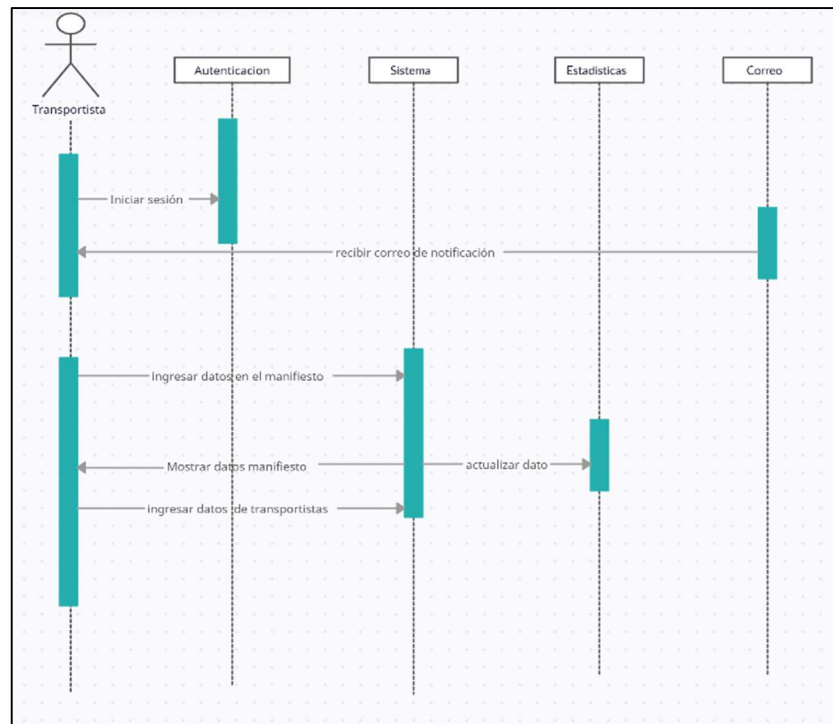 Autenticacion
Sistema
Estadisticas
Correo
Transportista
Iniciar sesión
recibir correo de notificación
ingresar datos en el manifiesto
Mostrar datos manifiesto
actualizar dato
ingresar datos de transportistas